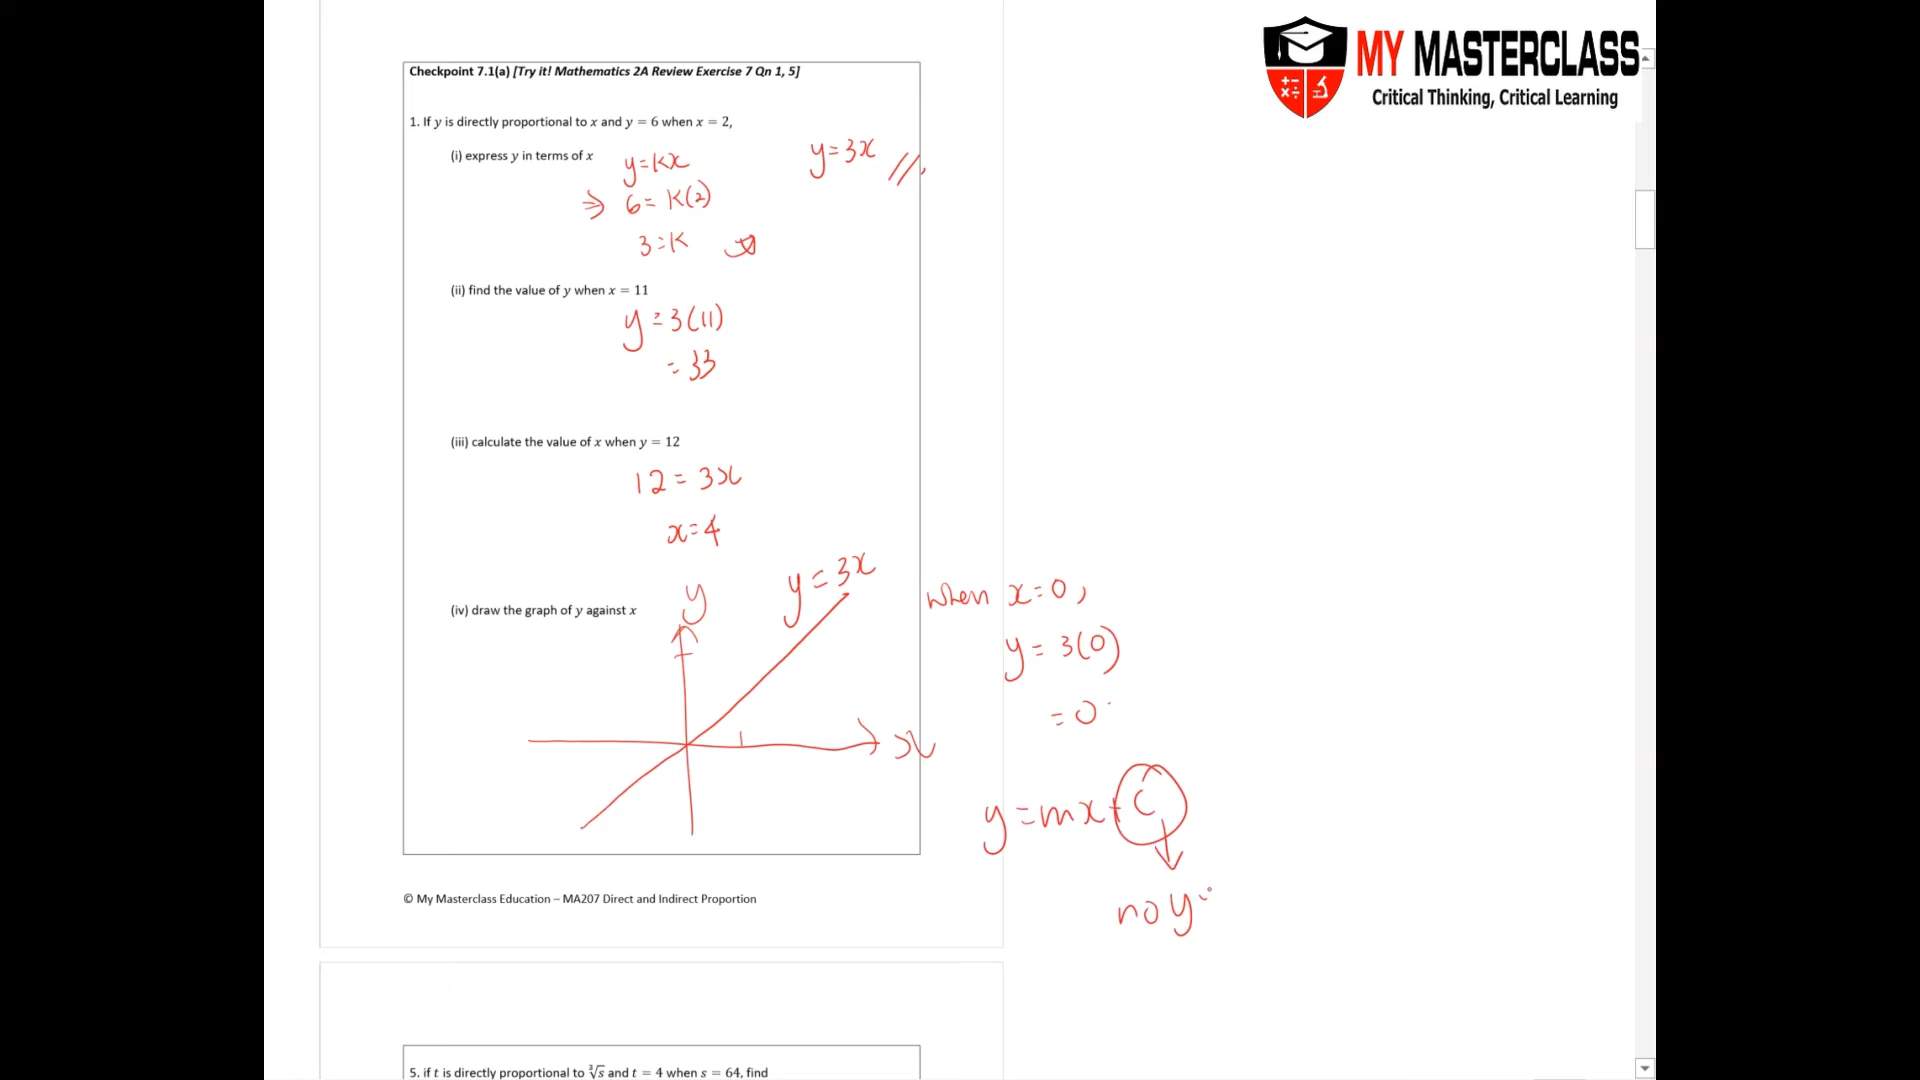 MY MASTERCLASS
Critical Thinking, Critical Learning
Checkpoint 7.1(a) [Try it! Mathematics 2A Review Exercise 7 Qn 1, 5]
1. If y is directly proportional to x and y = 6 when x = 2,
(i) express y in terms of x
y=kx
⇒ 6=k(2)
3=k
y=3x //
(ii) find the value of y when x = 11
y=3(11)
=33
(iii) calculate the value of x when y = 12
12=3x
x=4
(iv) draw the graph of y against x
y
y=3x
x
when x=0,
y=3(0)
=0
y=mx+c
no y-
© My Masterclass Education – MA207 Direct and Indirect Proportion
5. if t is directly proportional to ∛s and t = 4 when s = 64, find